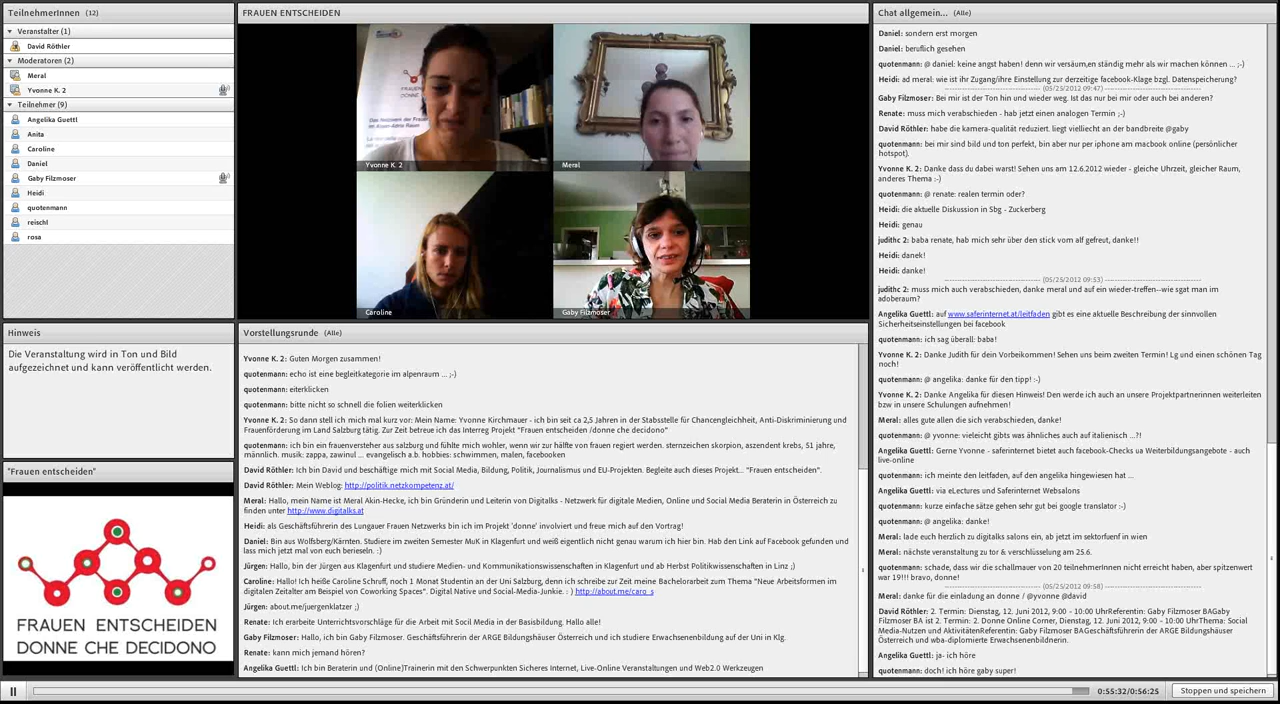 TeilnehmerInnen (12)
Veranstalter (1)
David Röthler
Moderatoren (2)
Meral
Yvonne K. 2
Teilnehmer (9)
Angelika Guettl
Anita
Caroline
Daniel
Gaby Filzmoser
Heidi
quotenmann
reischl
rosa
Hinweis
Die Veranstaltung wird in Ton und Bild
aufgezeichnet und kann veröffentlicht werden.
"Frauen entscheiden"
FRAUEN ENTSCHEIDEN
DONNE CHE DECIDONO
FRAUEN ENTSCHEIDEN
Yvonne K. 2
Meral
Caroline
Gaby Filzmoser
Vorstellungsrunde (Alle)
Yvonne K. 2: Guten Morgen zusammen!
quotenmann: echo ist eine begleitkategorie im alpenraum ... ;-)
quotenmann: eiterklicken
quotenmann: bitte nicht so schnell die folien weiterklicken
Yvonne K. 2: So dann stell ich mich mal kurz vor: Mein Name: Yvonne Kirchmauer - ich bin seit ca 2,5 Jahren in der Stabsstelle für Chancengleichheit, Anti-Diskriminierung und
Frauenförderung im Land Salzburg tätig. Zur Zeit betreue ich das Interreg Projekt "Frauen entscheiden /donne che decidono"
quotenmann: ich bin ein frauenversteher aus salzburg und fühlte mich wohler, wenn wir zur hälfte von frauen regiert werden. sternzeichen skorpion, aszendent krebs, 51 jahre,
männlich. musik: zappa, zawinul ... evangelisch a.b. hobbies: schwimmen, malen, facebooken
David Röthler: Ich bin David und beschäftige mich mit Social Media, Bildung, Politik, Journalismus und EU-Projekten. Begleite auch dieses Projekt... "Frauen entscheiden".
David Röthler: Mein Weblog: http://politik.netzkompetenz.at/
Meral: Hallo, mein Name ist Meral Akin-Hecke, ich bin Gründerin und Leiterin von Digitalks - Netzwerk für digitale Medien, Online und Social Media Beraterin in Österreich zu
finden unter http://www.digitalks.at
Heidi: als Geschäftsführerin des Lungauer Frauen Netzwerks bin ich im Projekt 'donne' involviert und freue mich auf den Vortrag!
Daniel: Bin aus Wolfsberg/Kärnten. Studiere im zweiten Semester MuK in Klagenfurt und weiß eigentlich nicht genau warum ich hier bin. Hab den Link auf Facebook gefunden und
lass mich jetzt mal von euch berieseln. :)
Jürgen: Hallo, bin der Jürgen aus Klagenfurt und studiere Medien- und Kommunikationswissenschaften in Klagenfurt und ab Herbst Politikwissenschaften in Linz ;)
Caroline: Hallo! Ich heiße Caroline Schruff, noch 1 Monat Studentin an der Uni Salzburg, denn ich schreibe zur Zeit meine Bachelorarbeit zum Thema "Neue Arbeitsformen im
digitalen Zeitalter am Beispiel von Coworking Spaces". Digital Native und Social-Media-Junkie. : ) http://about.me/caro_s
Jürgen: about.me/juergenklatzer ;)
Renate: Ich erarbeite Unterrichtsvorschläge für die Arbeit mit Socil Media in der Basisbildung. Hallo alle!
Gaby Filzmoser: Hallo, ich bin Gaby Filzmoser. Geschäftsführerin der ARGE Bildungshäuser Österreich und ich studiere Erwachsenenbildung auf der Uni in Klg.
Renate: kann mich jemand hören?
Angelika Guettl: Ich bin Beraterin und (Online)Trainerin mit den Schwerpunkten Sicheres Internet, Live-Online Veranstaltungen und Web2.0 Werkzeugen
Chat allgemein... (Alle)
Daniel: sondern erst morgen
Daniel: beruflich gesehen
quotenmann: @ daniel: keine angst haben! denn wir versäum,en ständig mehr als wir machen können ... ;-)
Heidi: ad meral: wie ist ihr Zugang/ihre Einstellung zur derzeitige facebook-Klage bzgl. Datenspeicherung?
(05/25/2012 09:47)
Gaby Filzmoser: Bei mir ist der Ton hin und wieder weg. Ist das nur bei mir oder auch bei anderen?
Renate: muss mich verabschieden - hab jetzt einen analogen Termin ;-)
David Röthler: habe die kamera-qualität reduziert. liegt vielliecht an der bandbreite @gaby
quotenmann: bei mir sind bild und ton perfekt, bin aber nur per iphone am macbook online (persönlicher
hotspot).
Yvonne K. 2: Danke dass du dabei warst! Sehen uns am 12.6.2012 wieder - gleiche Uhrzeit, gleicher Raum,
anderes Thema :-)
quotenmann: @ renate: realen termin oder?
Heidi: die aktuelle Diskussion in Sbg - Zuckerberg
Heidi: genau
judithc 2: baba renate, hab mich sehr über den stick vom alf gefreut, danke!!
Heidi: danek!
Heidi: danke!
(05/25/2012 09:53)
judithc 2: muss mich auch verabschieden, danke meral und auf ein wieder-treffen--wie sgat man im
adoberaum?
Angelika Guettl: auf www.saferinternet.at/leitfaden gibt es eine aktuelle Beschreibung der sinnvollen
Sicherheitseinstellungen bei facebook
quotenmann: ich sag überall: baba!
Yvonne K. 2: Danke Judith für dein Vorbeikommen! Sehen uns beim zweiten Termin! Lg und einen schönen Tag
noch!
quotenmann: @ angelika: danke für den tipp! :-)
Yvonne K. 2: Danke Angelika für diesen Hinweis! Den werde ich auch an unsere Projektpartnerinnen weiterleiten
bzw in unsere Schulungen aufnehmen!
Meral: alles gute allen die sich verabschieden, danke!
quotenmann: @ yvonne: vieleicht gibts was ähnliches auch auf italienisch ...?!
Angelika Guettl: Gerne Yvonne - saferinternet bietet auch facebook-Checks ua Weiterbildungsangebote - auch
live-online
quotenmann: ich meinte den leitfaden, auf den angelika hingewiesen hat ...
Angelika Guettl: via eLectures und Saferinternet Websalons
quotenmann: kurze einfache sätze gehen sehr gut bei google translator :-)
quotenmann: @ angelika: danke!
Meral: lade euch herzlich zu digitalks salons ein, ab jetzt im sektorfuenf in wien
Meral: nächste veranstaltung zu tor & verschlüsselung am 25.6.
quotenmann: schade, dass wir die schallmauer von 20 teilnehmerInnen nicht erreicht haben, aber spitzenwert
war 19!!! bravo, donne!
(05/25/2012 09:58)
Meral: danke für die einladung an donne / @yvonne @david
David Röthler: 2. Termin: Dienstag, 12. Juni 2012, 9:00 - 10:00 UhrReferentin: Gaby Filzmoser BAGaby
Filzmoser BA ist 2. Termin: 2. Donne Online Corner, Dienstag, 12. Juni 2012, 9:00 - 10:00 UhrThema: Social
Media-Nutzen und AktivitätenReferentin: Gaby Filzmoser BAGeschäftsführerin der ARGE Bildungshäuser
Österreich und wba-diplomierte Erwachsenenbildnerin.
Angelika Guettl: ja- ich höre
quotenmann: doch! ich höre gaby super!
0:55:32/0:56:25
Stoppen und speichern